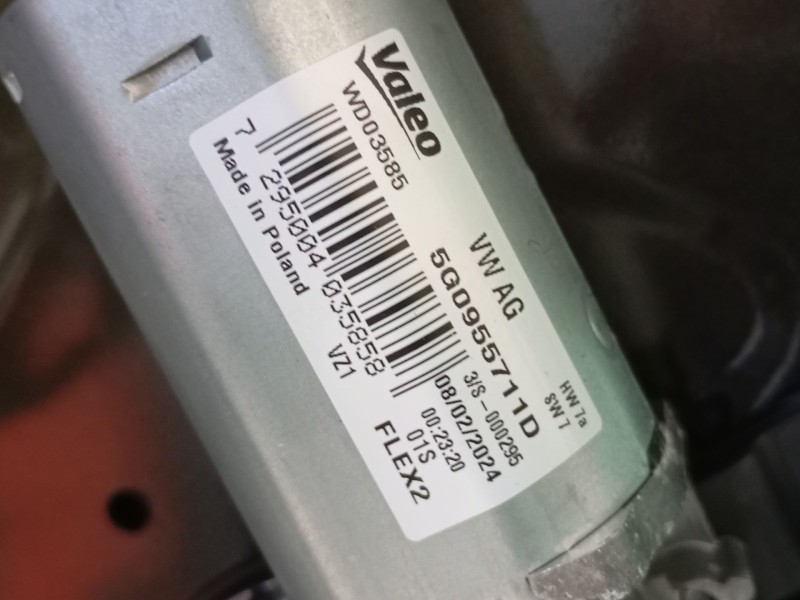 Valeo
WD03585
7 295004 035858
Made in Poland
VZ1
VW AG
5G0955711D
HW 7a
SW 7
3/S-000295
08/02/2024
00:23:20
01S
FLEX2